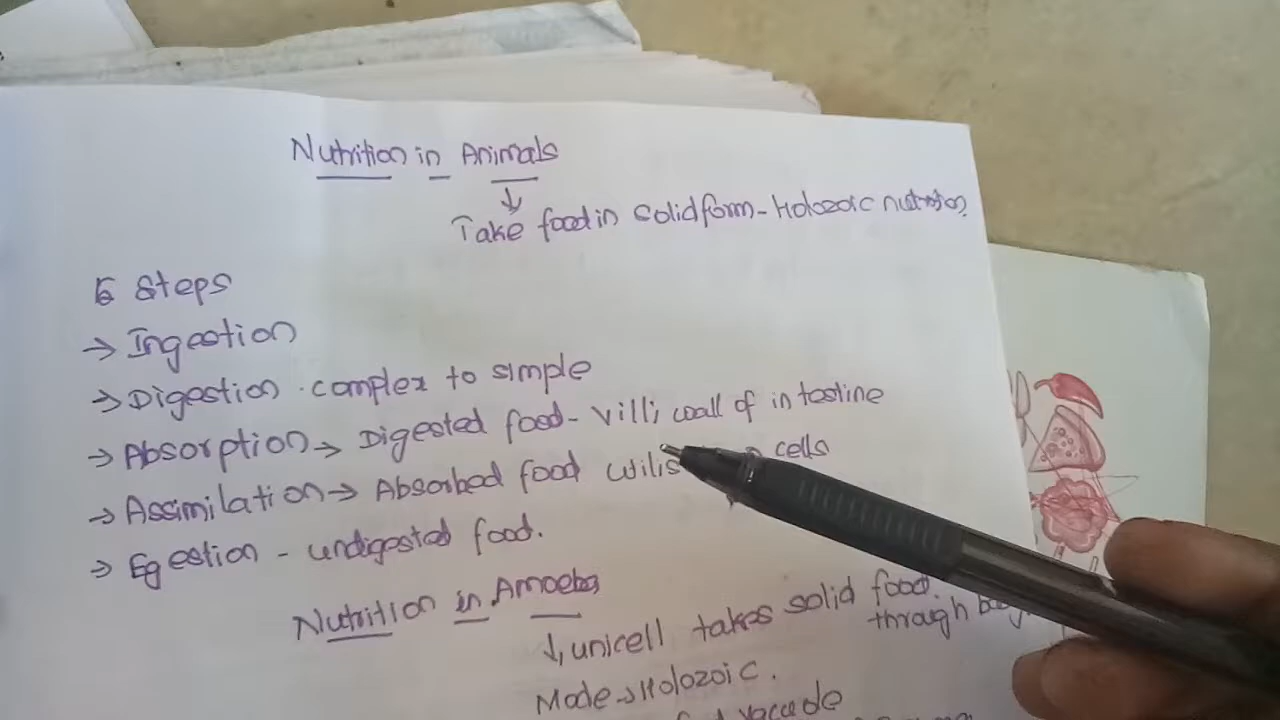 Nutrition in Animals
↓
Take food in solid form - Holozoic nutrition.
5 Steps
→ Ingestion
→ Digestion . complex to simple
→ Absorption → Digested food - villi; wall of intestine
→ Assimilation → Absorbed food cells
→ Egestion - undigested food.
Nutrition in Amoeba
↓, unicell takes solid food.
through
Mode → Holozoic.